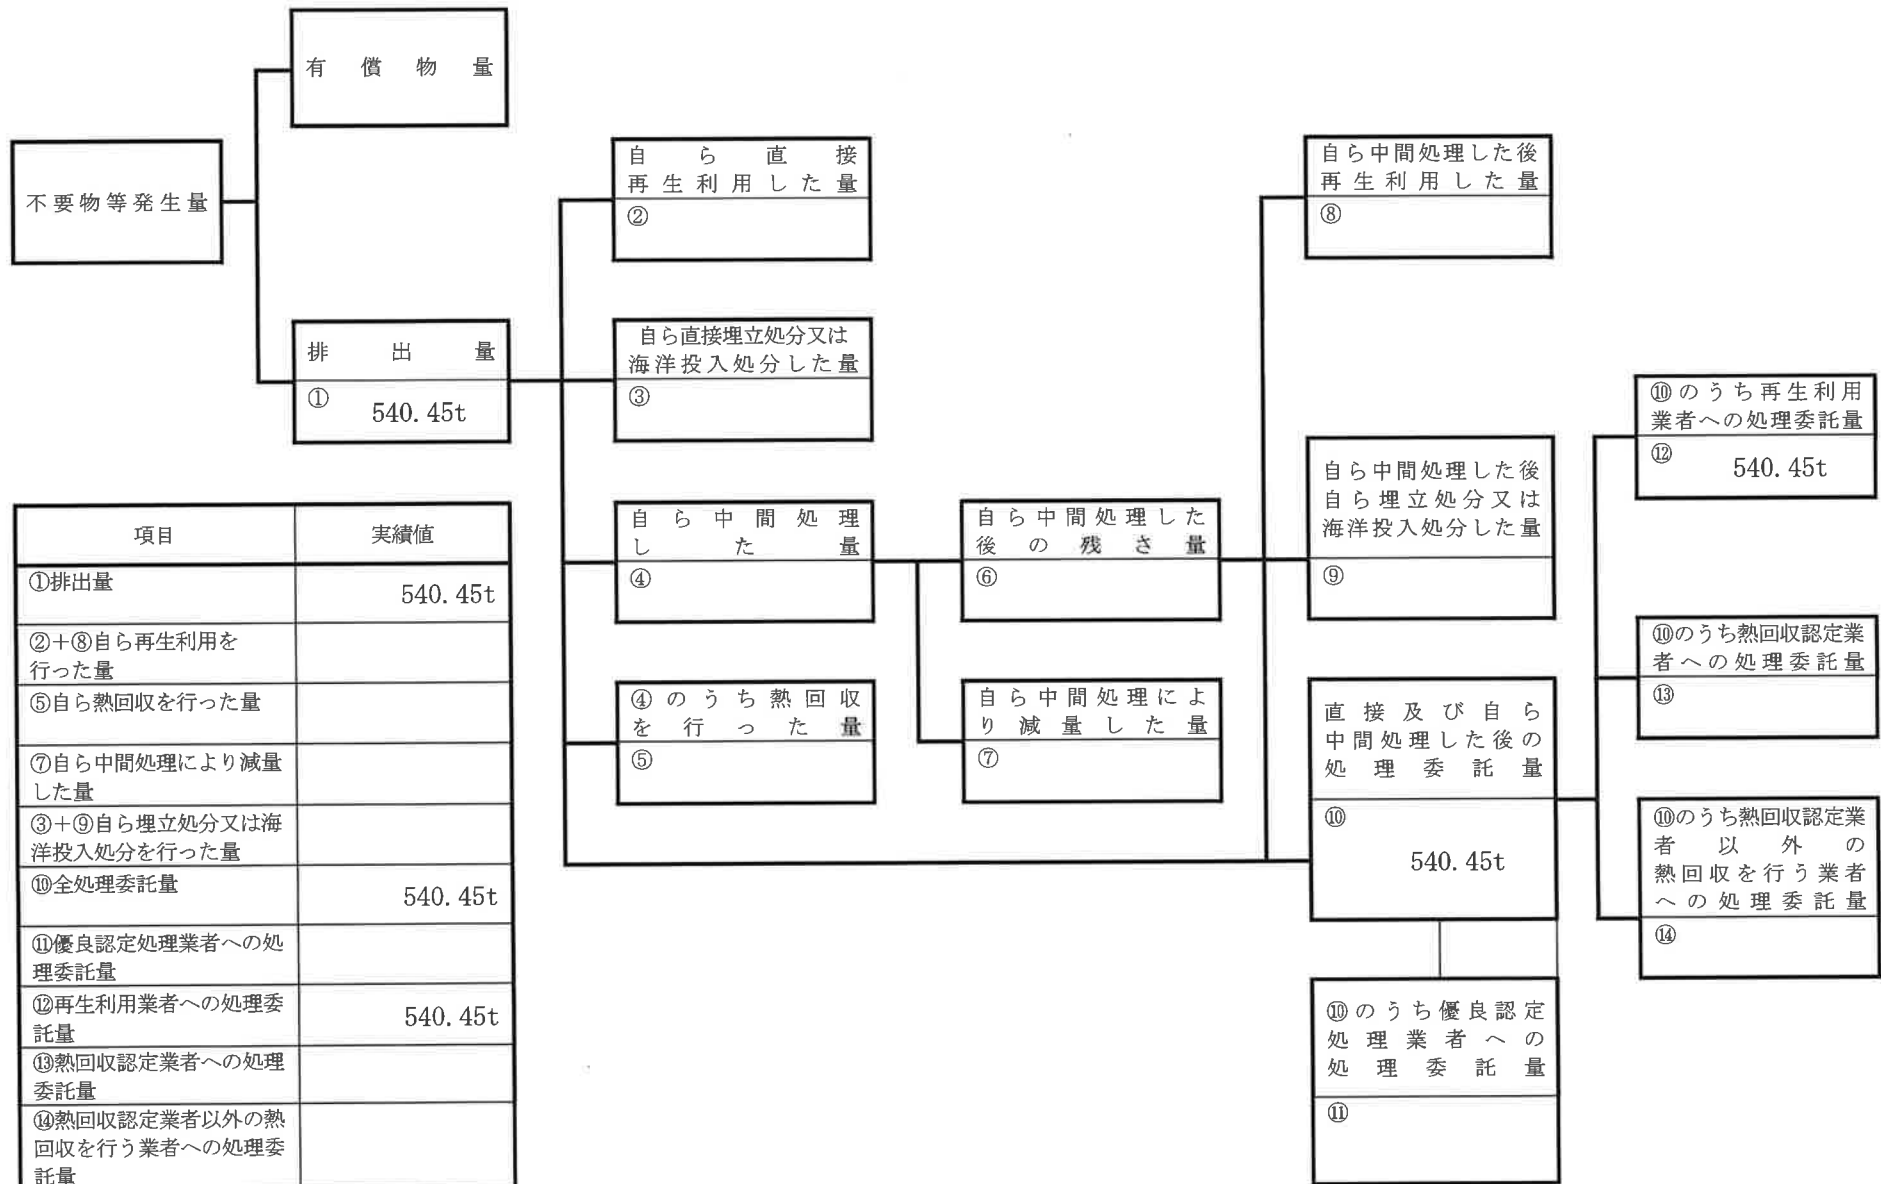 有償物量
不要物等発生量
排出量
① 540.45t
自ら直接
再生利用した量
②
自ら直接埋立処分又は
海洋投入処分した量
③
自ら中間処理
した量
④
④のうち熱回収
を行った量
⑤
自ら中間処理した
後の残さ量
⑥
自ら中間処理によ
り減量した量
⑦
自ら中間処理した後
再生利用した量
⑧
自ら中間処理した後
自ら埋立処分又は
海洋投入処分した量
⑨
直接及び自ら
中間処理した後の
処理委託量
⑩
540.45t
⑩のうち優良認定
処理業者への
処理委託量
⑪
⑩のうち再生利用
業者への処理委託量
⑫ 540.45t
⑩のうち熱回収認定業
者への処理委託量
⑬
⑩のうち熱回収認定業
者以外の
熱回収を行う業者
への処理委託量
⑭
項目 実績値
①排出量 540.45t
②+⑧自ら再生利用を
行った量
⑤自ら熱回収を行った量
⑦自ら中間処理により減量
した量
③+⑨自ら埋立処分又は海
洋投入処分を行った量
⑩全処理委託量 540.45t
⑪優良認定処理業者への処
理委託量
⑫再生利用業者への処理委
託量 540.45t
⑬熱回収認定業者への処理
委託量
⑭熱回収認定業者以外の熱
回収を行う業者への処理委
託量